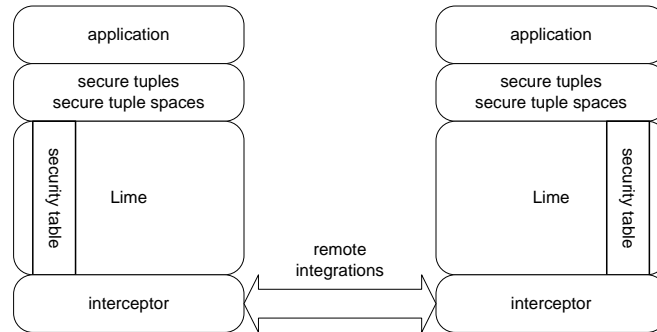 application
secure tuples
secure tuple spaces
security table
Lime
interceptor
remote
integrations
application
secure tuples
secure tuple spaces
Lime
security table
interceptor